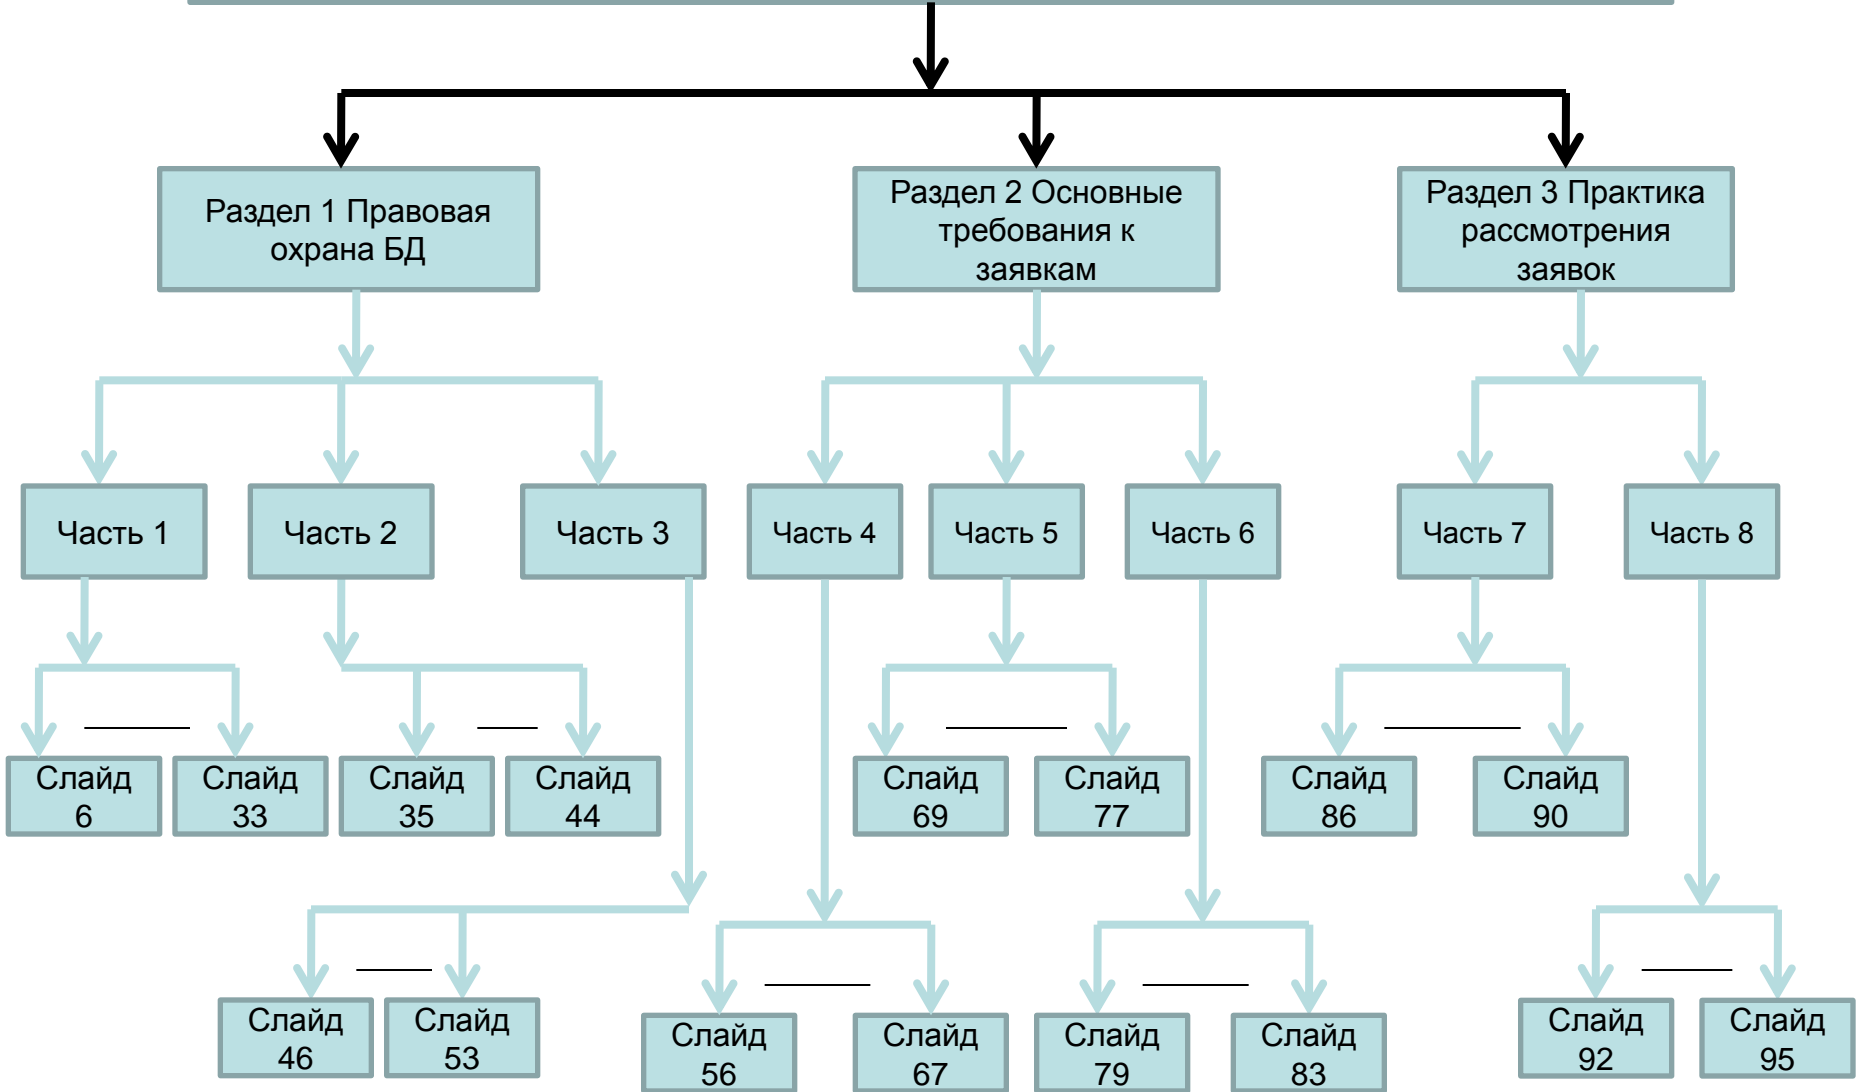 Раздел 1 Правовая
охрана БД
Раздел 2 Основные
требования к
заявкам
Раздел 3 Практика
рассмотрения
заявок
Часть 1
Часть 2
Часть 3
Часть 4
Часть 5
Часть 6
Часть 7
Часть 8
Слайд
6
Слайд
33
Слайд
35
Слайд
44
Слайд
69
Слайд
77
Слайд
86
Слайд
90
Слайд
46
Слайд
53
Слайд
56
Слайд
67
Слайд
79
Слайд
83
Слайд
92
Слайд
95